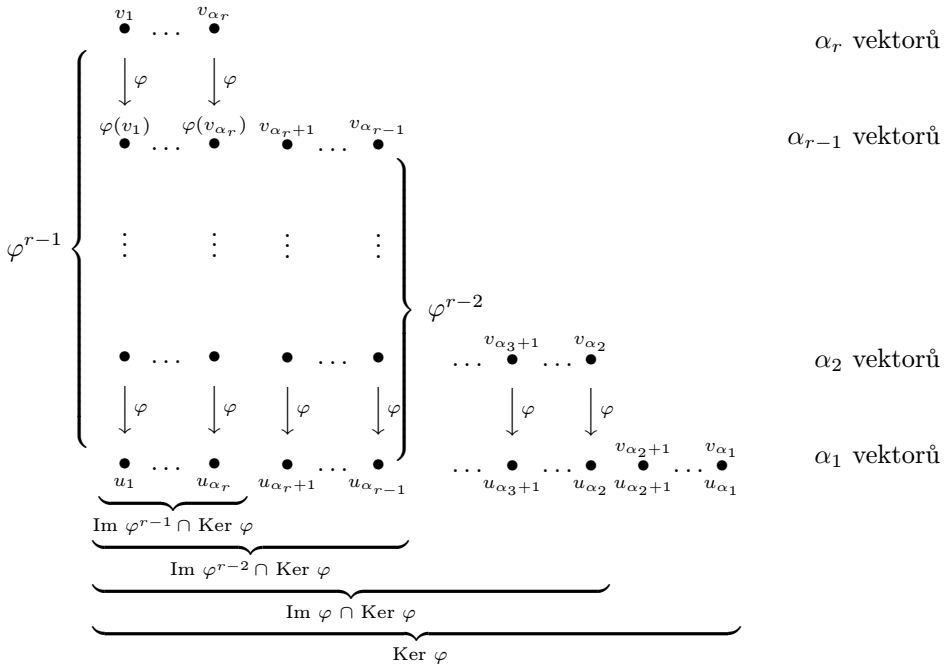 v₁ … v_{α_r} α_r vektorů
φ φ
φ(v₁) … φ(v_{α_r}) v_{α_r+1} … v_{α_{r−1}} α_{r−1} vektorů
φ^{r−1} ⋮ ⋮ ⋮ ⋮ φ^{r−2}
… … … v_{α_3+1} … v_{α_2} α_2 vektorů
φ φ φ φ φ φ
… … … … v_{α_2+1} … v_{α_1} α_1 vektorů
u_1 u_{α_r} u_{α_r+1} u_{α_{r−1}} u_{α_3+1} u_{α_2} u_{α_2+1} u_{α_1}
Im φ^{r−1} ∩ Ker φ
Im φ^{r−2} ∩ Ker φ
Im φ ∩ Ker φ
Ker φ